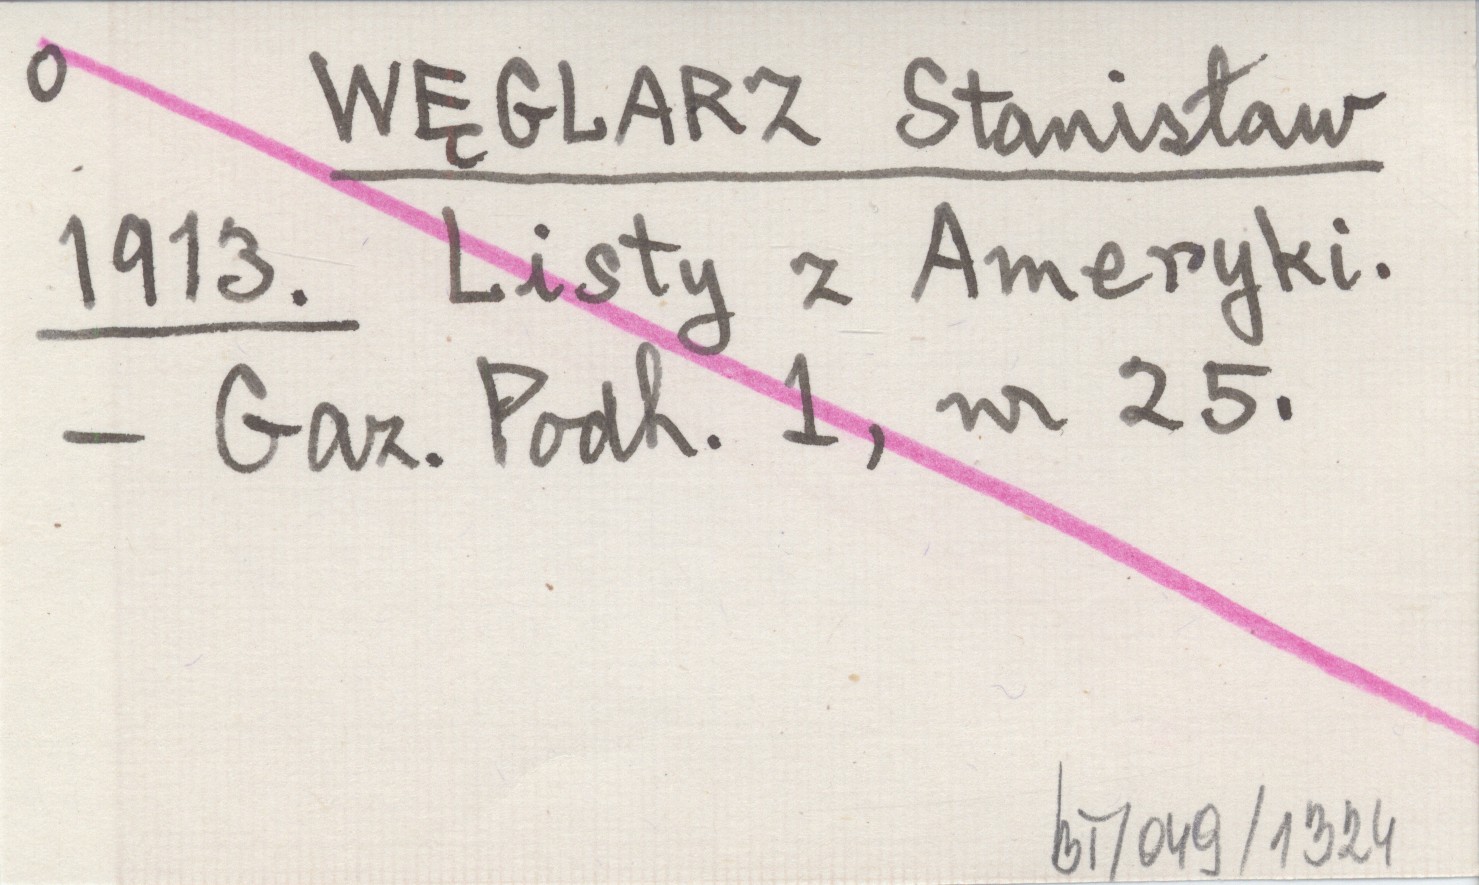 0 WĘGLARZ Stanisław
1913. Listy z Ameryki.
— Gaz. Podh. 1, nr 25.
BT/049/1324